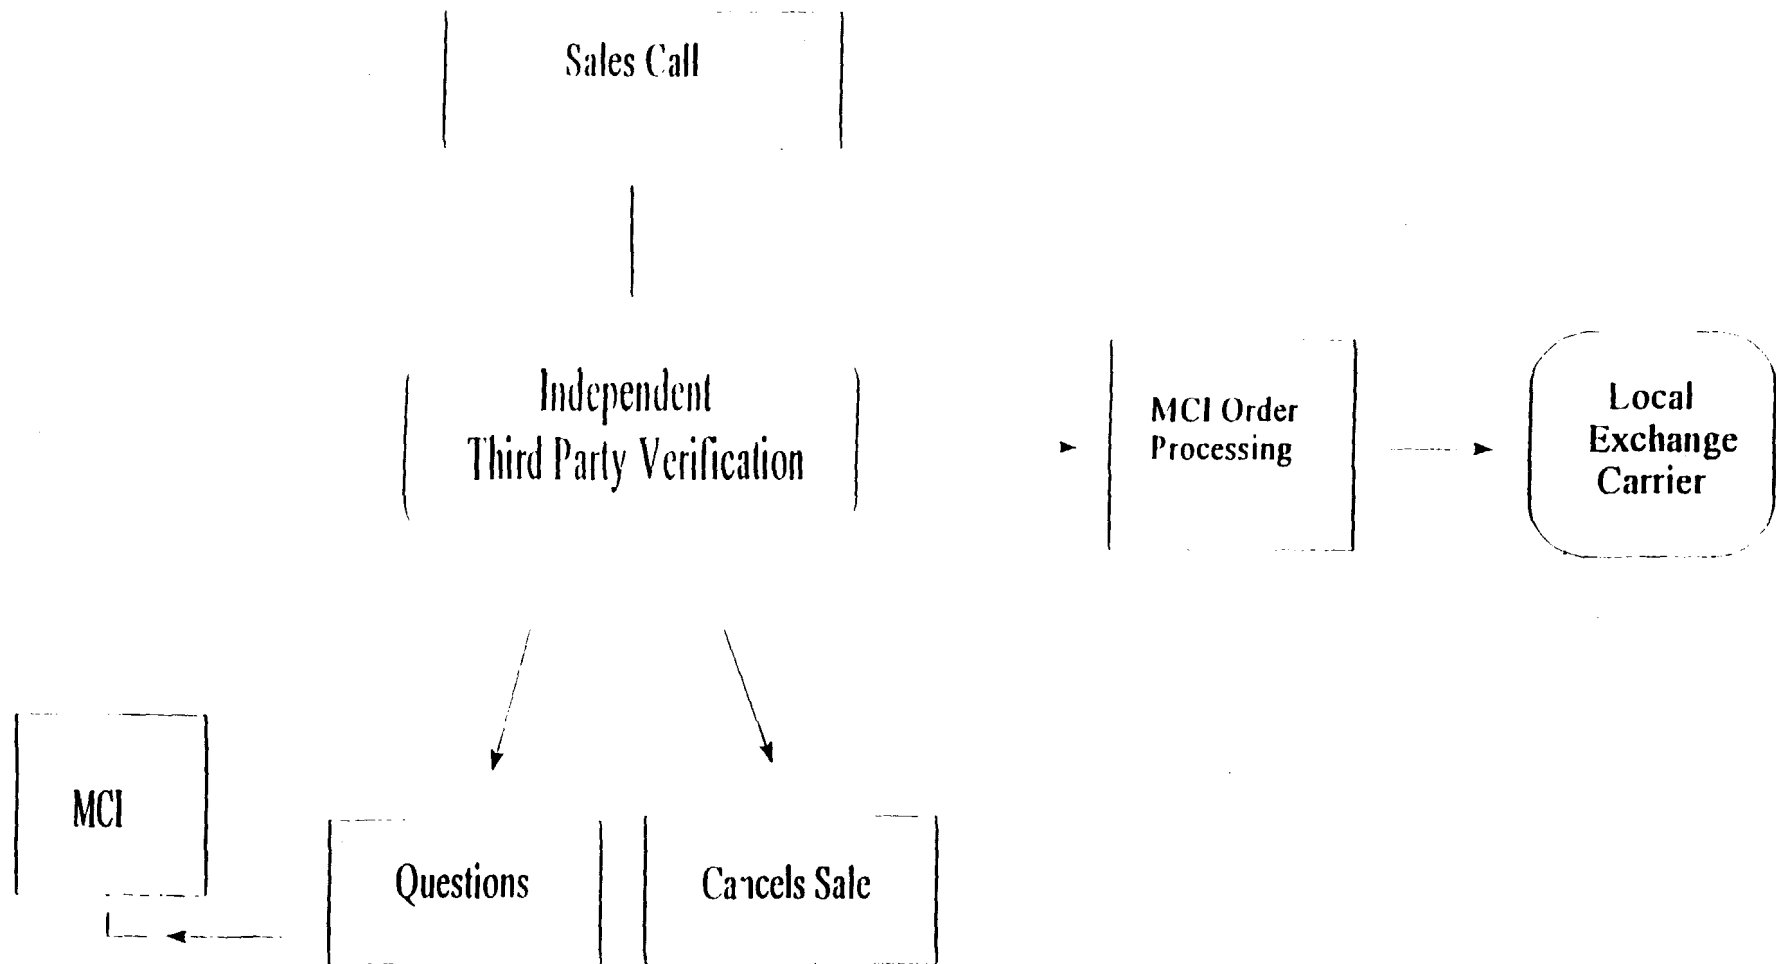 Sales Call
Independent
Third Party Verification
MCI Order
Processing
Local
Exchange
Carrier
MCI
Questions
Cancels Sale